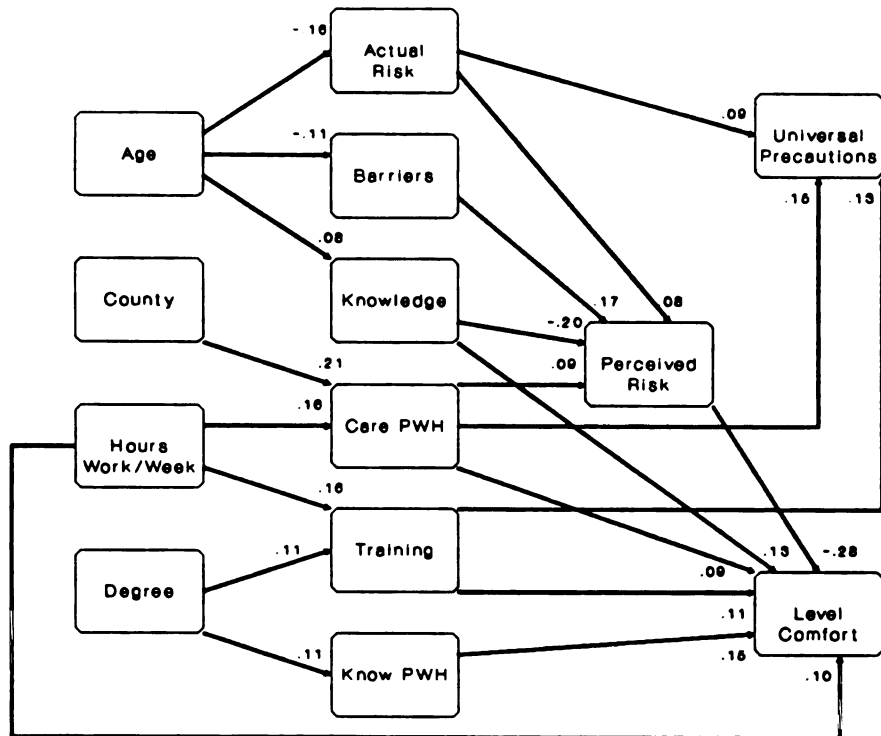 -.16
Actual
Risk
.09
Universal
Precautions
-.11
Age
Barriers
.15
.13
.08
County
Knowledge
.17
.08
-.20
Perceived
Risk
.21
.09
.16
Care PWH
Hours
Work/Week
.16
.11
Training
.13
-.28
.09
Degree
Level
Comfort
.11
.11
Know PWH
.15
.10